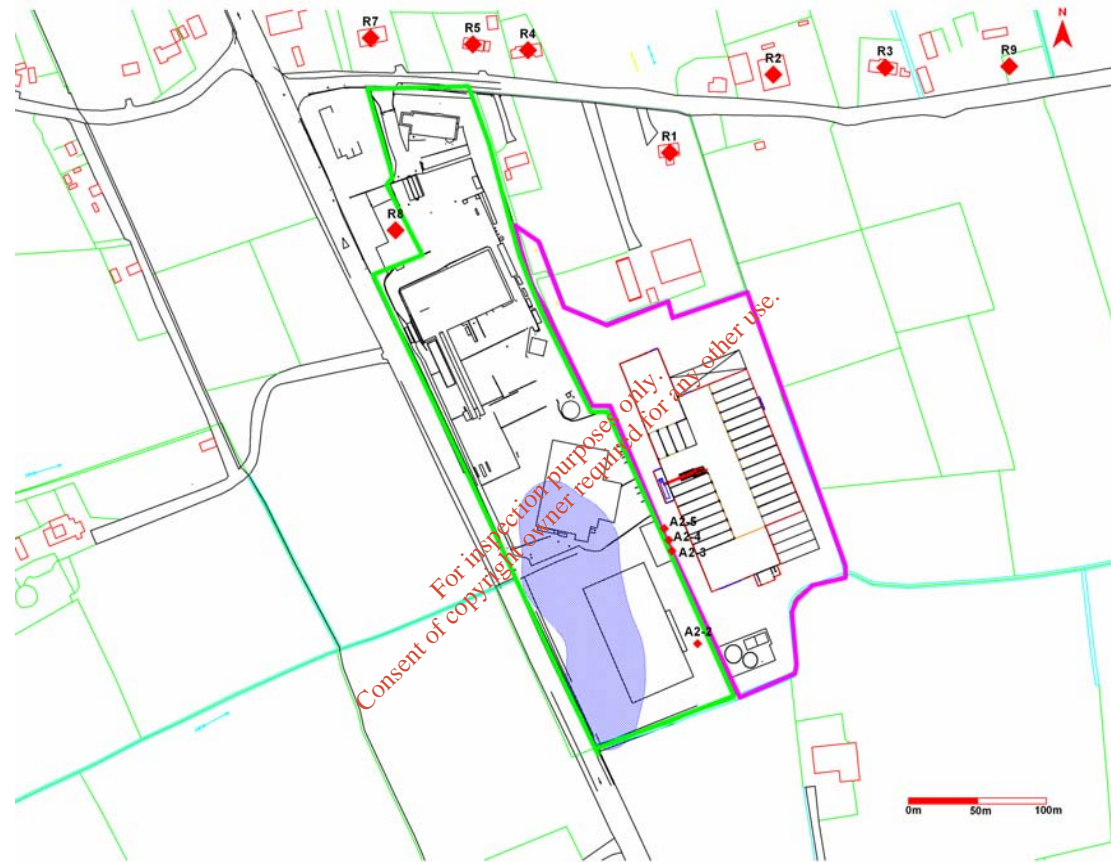 N
R7
R5
R4
R2
R3
R9
R1
R8
For inspection purposes only.
Consent of copyright owner required for any other use.
A2-5
A2-4
A2-3
A2-2
0m 50m 100m